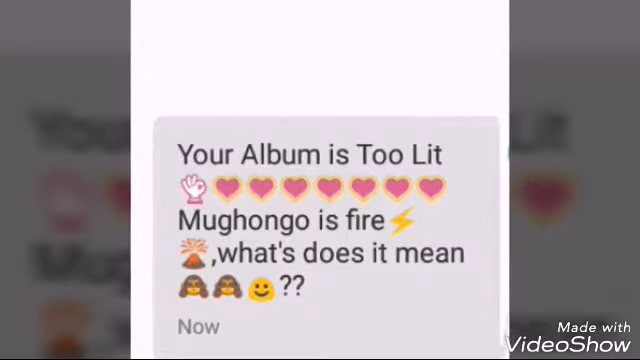 Your Album is Too Lit
👌💗💗💗💗💗💗💗
Mughongo is fire⚡
🌋,what's does it mean
🙈🙈🙂??
Now
Made with
VideoShow